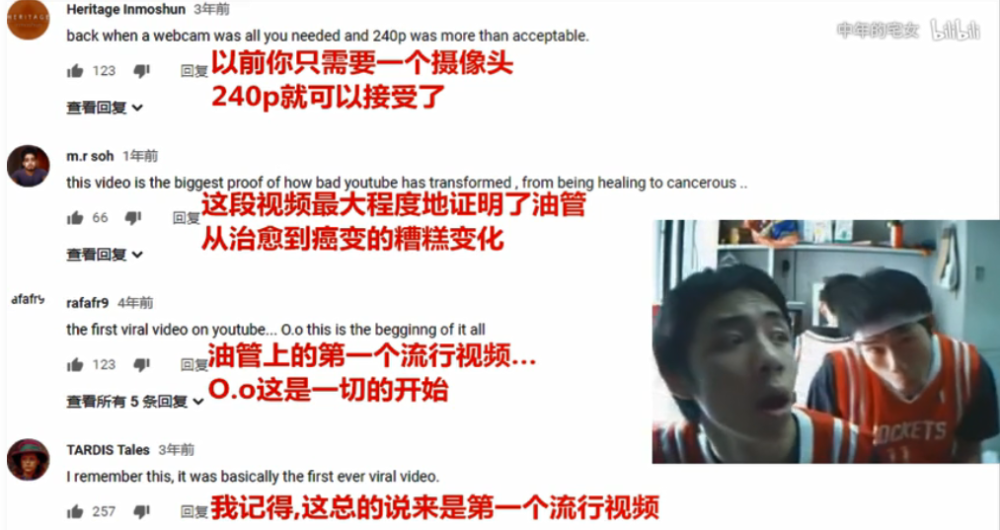 HERITAGE
Heritage Inmoshun 3年前
中年的宅女 bilibili
back when a webcam was all you needed and 240p was more than acceptable.
123 回复
以前你只需要一个摄像头
240p就可以接受了
查看回复
m.r soh 1年前
this video is the biggest proof of how bad youtube has transformed , from being healing to cancerous ..
66 回复
这段视频最大程度地证明了油管
从治愈到癌变的糟糕变化
查看回复
afafr9 rafafr9 4年前
the first viral video on youtube... O.o this is the begginng of it all
123 回复
油管上的第一个流行视频...
O.o这是一切的开始
查看所有 5 条回复
OCKETS
11
TARDIS Tales 3年前
I remember this, it was basically the first ever viral video.
257 回复
我记得,这总的说来是第一个流行视频